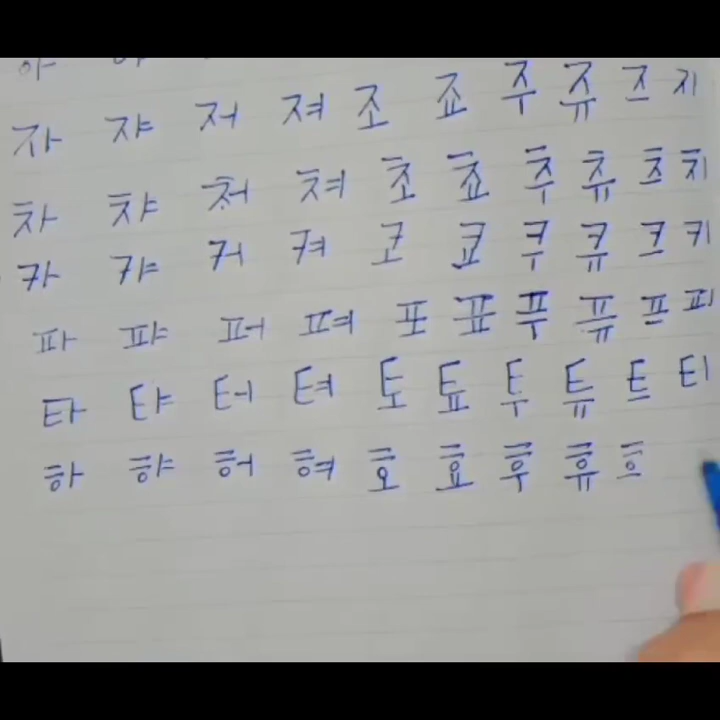 아 야
자 쟈 저 져 조 죠 주 쥬 즈 지
차 챠 처 쳐 초 쵸 추 츄 츠 치
카 캬 커 켜 코 쿄 쿠 큐 크 키
파 퍄 퍼 펴 포 표 푸 퓨 프 피
타 탸 터 텨 토 툐 투 튜 트 티
하 햐 허 혀 호 효 후 휴 흐